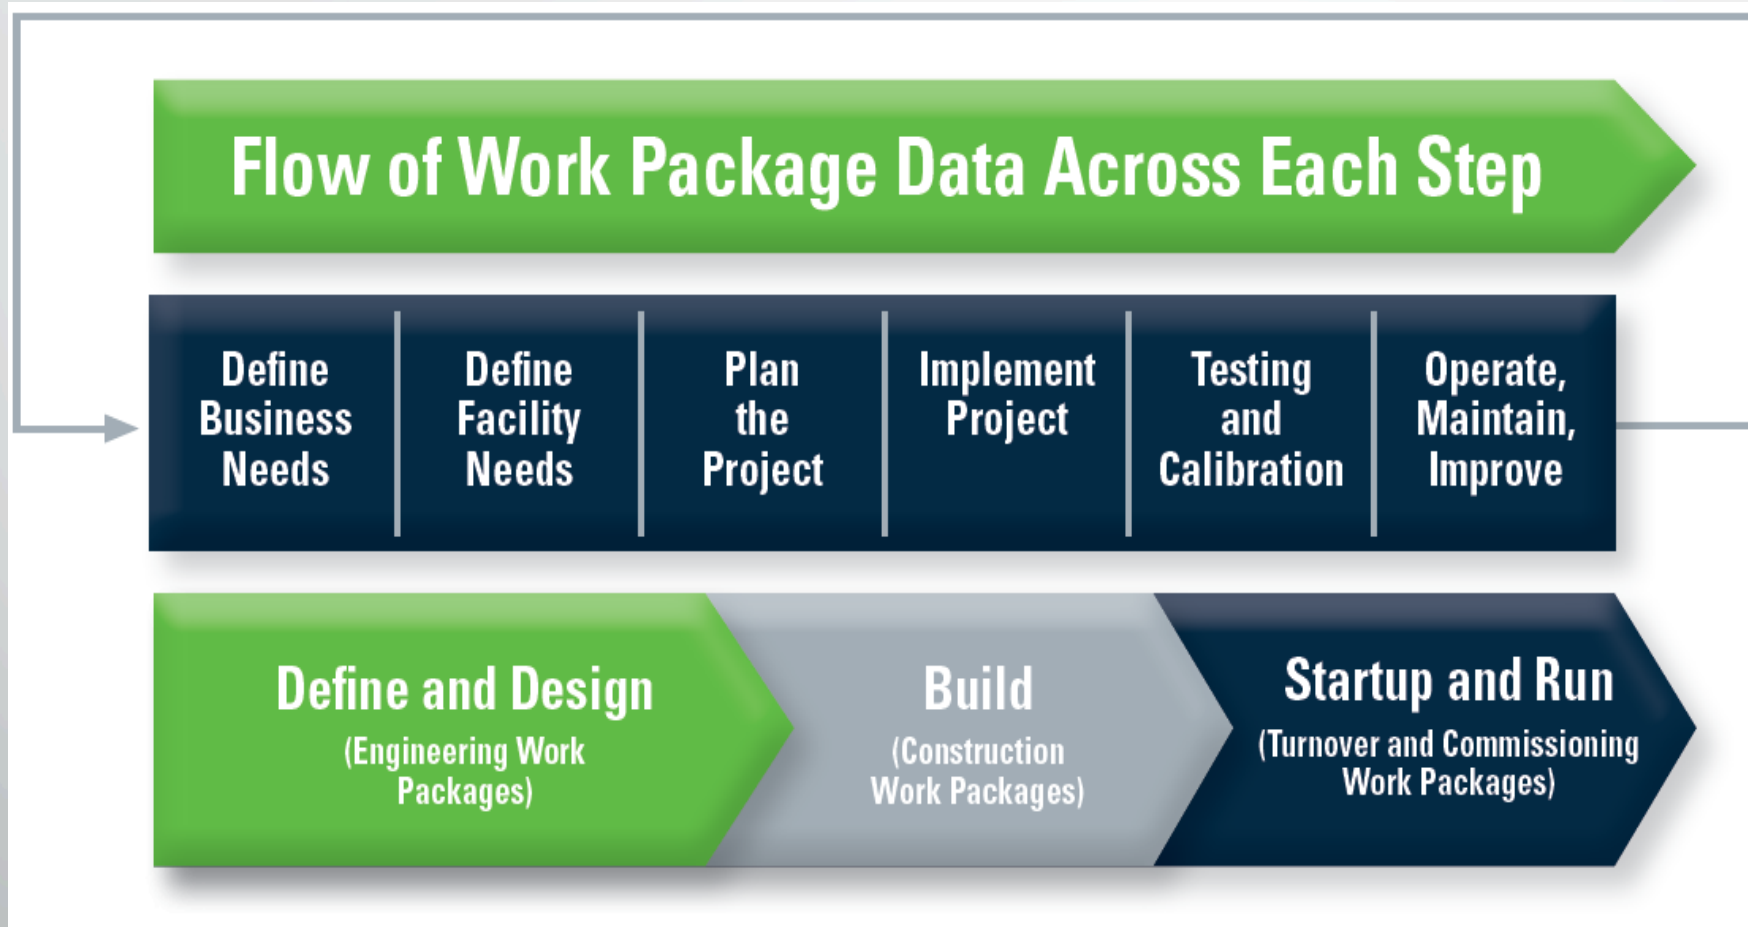 Flow of Work Package Data Across Each Step
Define
Business
Needs
Define
Facility
Needs
Plan
the
Project
Implement
Project
Testing
and
Calibration
Operate,
Maintain,
Improve
Define and Design
(Engineering Work
Packages)
Build
(Construction
Work Packages)
Startup and Run
(Turnover and Commissioning
Work Packages)